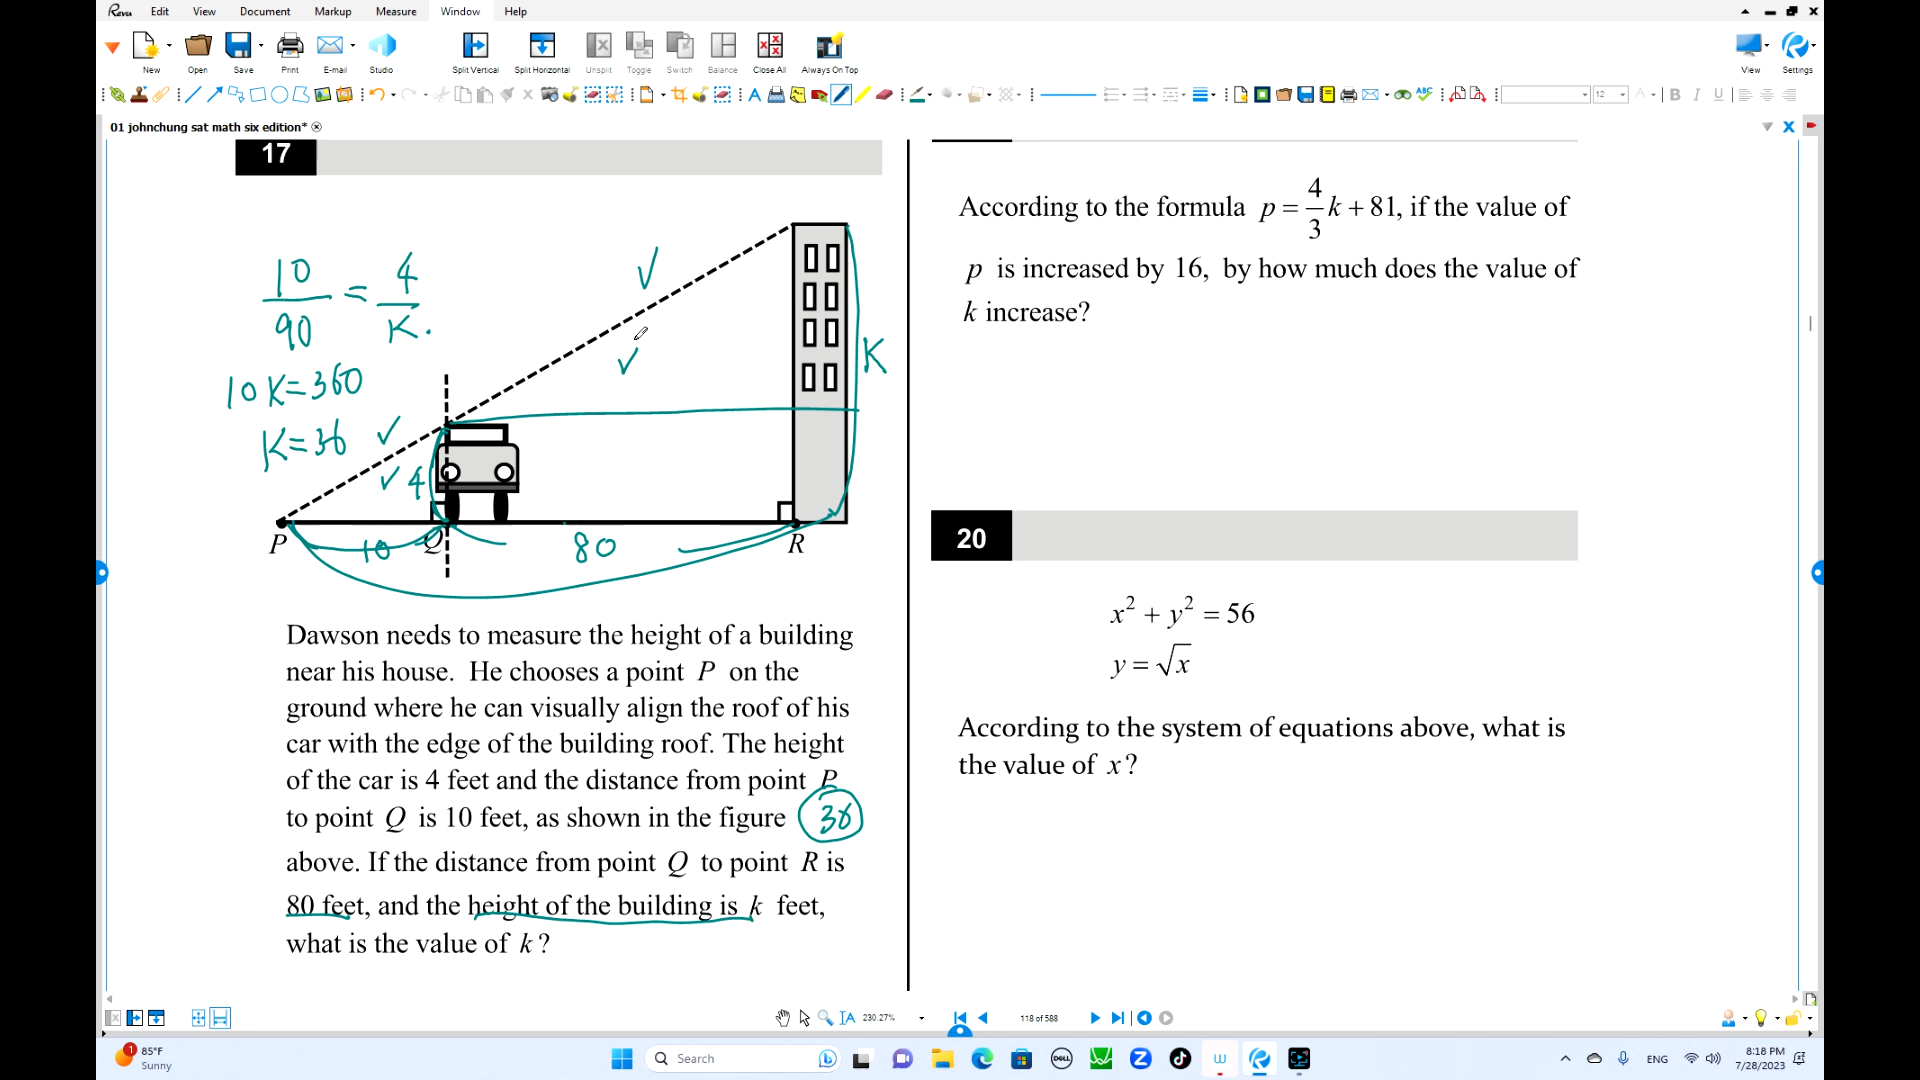 Revu Edit View Document Markup Measure Window Help
New Open Save Print E-mail Studio Split Vertical Split Horizontal Unsplit Toggle Switch Balance Close All Always On Top View Settings
12
01 johnchung sat math six edition*
17
10/90 = 4/K.
10K=360
K=36
K
4
P 10 Q 80 R
Dawson needs to measure the height of a building
near his house. He chooses a point P on the
ground where he can visually align the roof of his
car with the edge of the building roof. The height
of the car is 4 feet and the distance from point P
to point Q is 10 feet, as shown in the figure
36
above. If the distance from point Q to point R is
80 feet, and the height of the building is k feet,
what is the value of k?
According to the formula p = 4/3 k + 81, if the value of
p is increased by 16, by how much does the value of
k increase?
20
x² + y² = 56
y = √x
According to the system of equations above, what is
the value of x?
230.27% 118 of 588
1 85°F
Sunny
Search
DELL
ENG
8:18 PM
7/28/2023